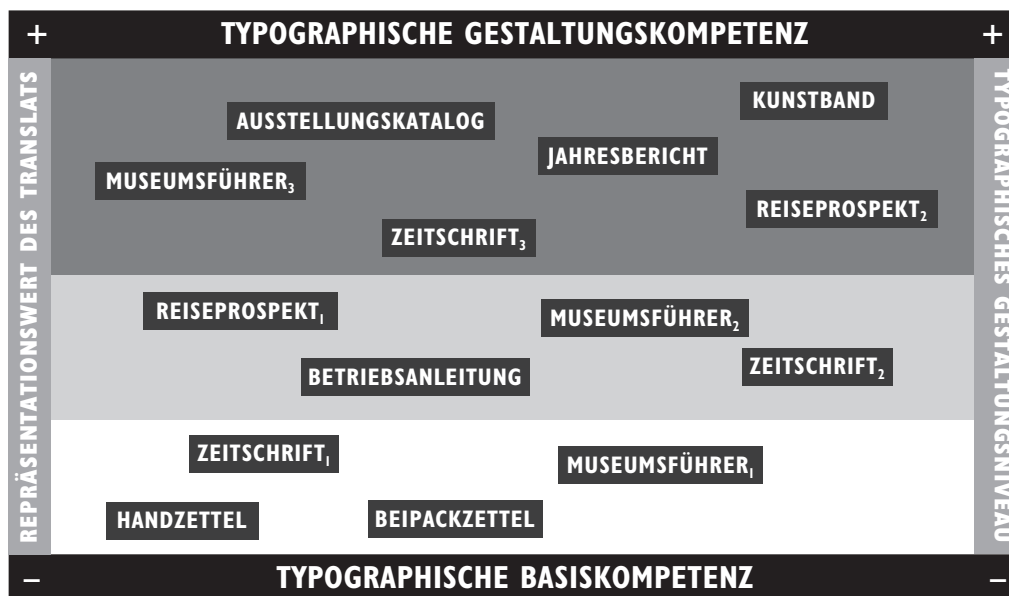 + TYPOGRAPHISCHE GESTALTUNGSKOMPETENZ +
REPRÄSENTATIONSWERT DES TRANSLATS
TYPOGRAPHISCHES GESTALTUNGSNIVEAU
KUNSTBAND
AUSSTELLUNGSKATALOG
JAHRESBERICHT
MUSEUMSFÜHRER₃
REISEPROSPEKT₂
ZEITSCHRIFT₃
REISEPROSPEKT₁
MUSEUMSFÜHRER₂
ZEITSCHRIFT₂
BETRIEBSANLEITUNG
ZEITSCHRIFT₁
MUSEUMSFÜHRER₁
HANDZETTEL
BEIPACKZETTEL
– TYPOGRAPHISCHE BASISKOMPETENZ –